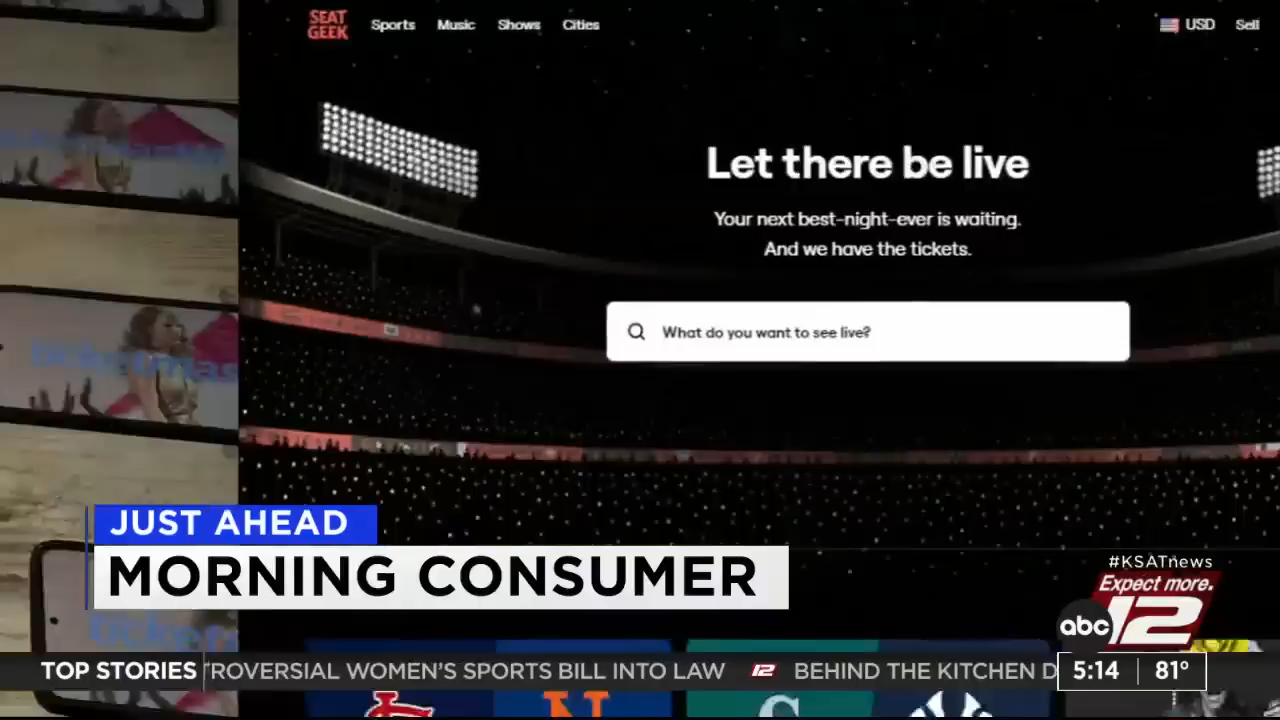 SEAT
GEEK
Sports Music Shows Cities
USD Sell
Let there be live
Your next best-night-ever is waiting.
And we have the tickets.
What do you want to see live?
JUST AHEAD
MORNING CONSUMER
#KSATnews
Expect more.
abc 12
TOP STORIES ROVERSIAL WOMEN'S SPORTS BILL INTO LAW 12 BEHIND THE KITCHEN D 5:14 81°